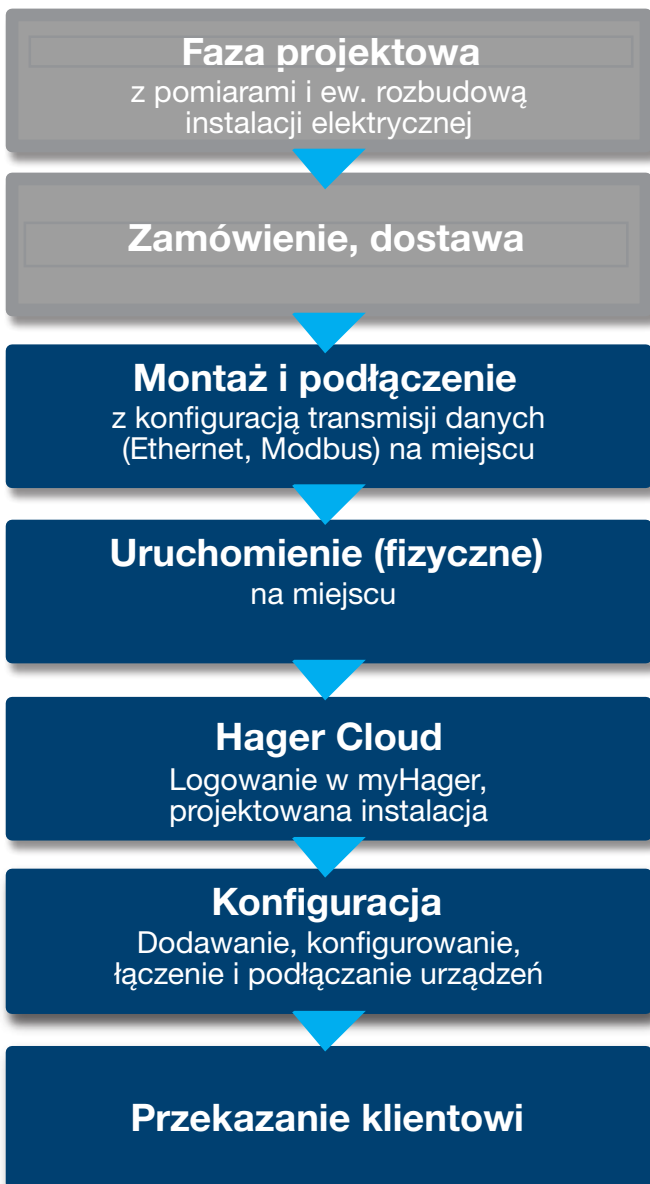 Faza projektowa
z pomiarami i ew. rozbudową
instalacji elektrycznej
Zamówienie, dostawa
Montaż i podłączenie
z konfiguracją transmisji danych
(Ethernet, Modbus) na miejscu
Uruchomienie (fizyczne)
na miejscu
Hager Cloud
Logowanie w myHager,
projektowana instalacja
Konfiguracja
Dodawanie, konfigurowanie,
łączenie i podłączanie urządzeń
Przekazanie klientowi